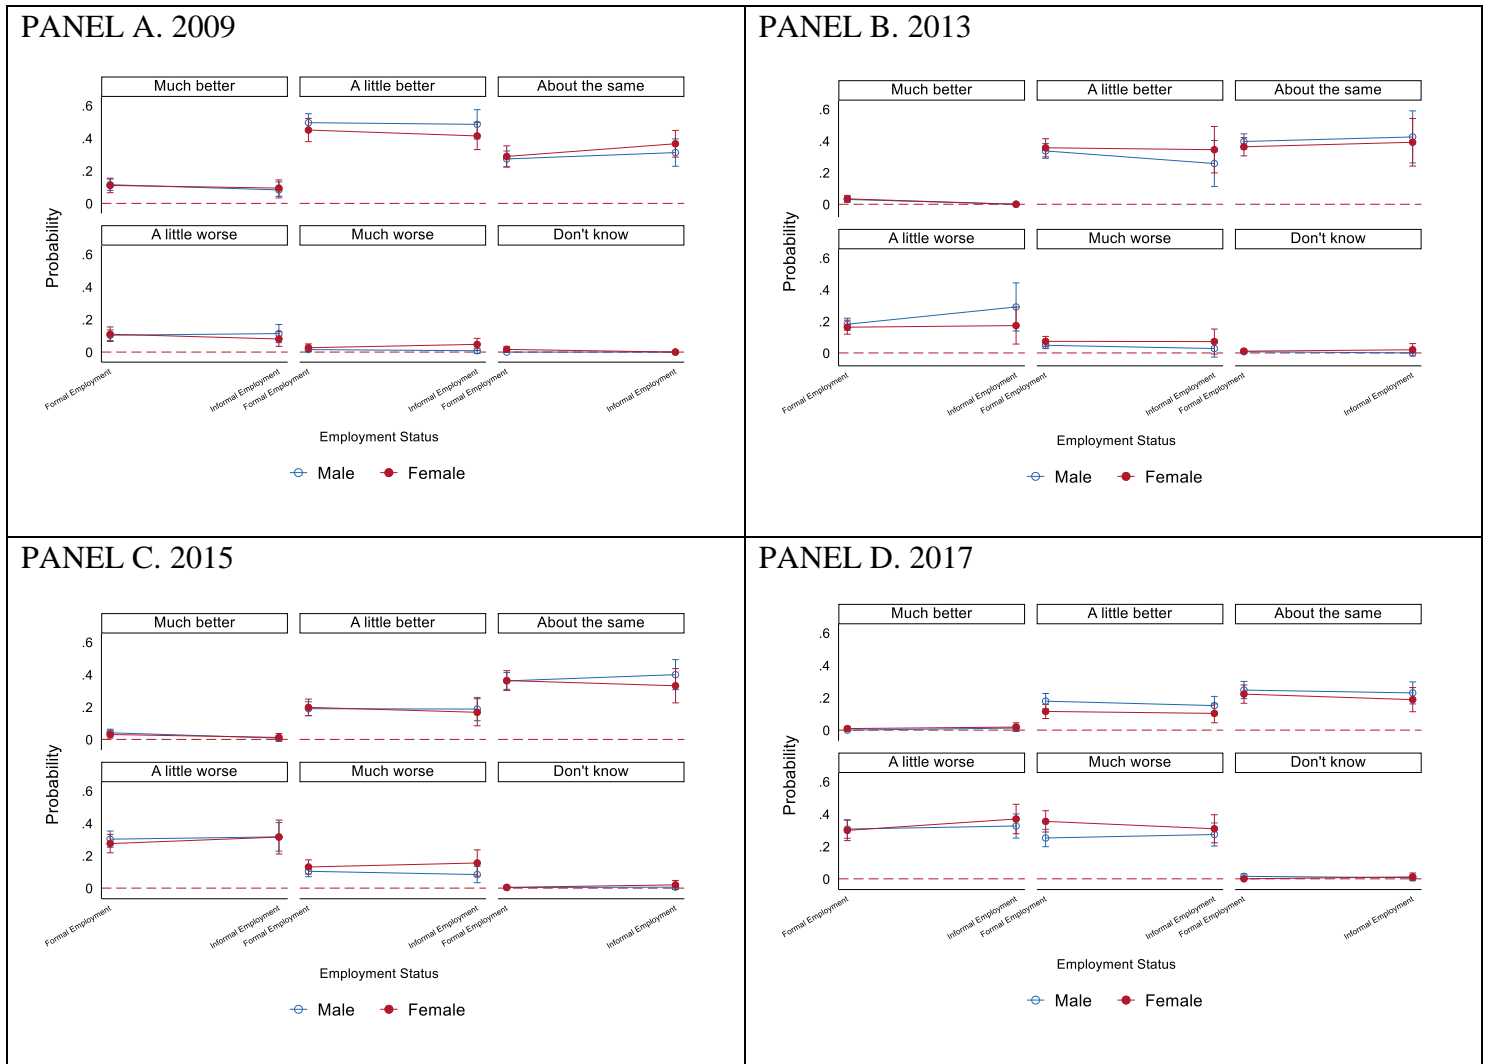 PANEL A. 2009
Much better
A little better
About the same
.6
.4
.2
0
A little worse
Much worse
Don't know
.6
.4
.2
0
Probability
Formal Employment
Informal Employment
Formal Employment
Informal Employment
Formal Employment
Informal Employment
Employment Status
Male
Female
PANEL B. 2013
Much better
A little better
About the same
.6
.4
.2
0
A little worse
Much worse
Don't know
.6
.4
.2
0
Probability
Formal Employment
Informal Employment
Formal Employment
Informal Employment
Formal Employment
Informal Employment
Employment Status
Male
Female
PANEL C. 2015
Much better
A little better
About the same
.6
.4
.2
0
A little worse
Much worse
Don't know
.6
.4
.2
0
Probability
Formal Employment
Informal Employment
Formal Employment
Informal Employment
Formal Employment
Informal Employment
Employment Status
Male
Female
PANEL D. 2017
Much better
A little better
About the same
.6
.4
.2
0
A little worse
Much worse
Don't know
.6
.4
.2
0
Probability
Formal Employment
Informal Employment
Formal Employment
Informal Employment
Formal Employment
Informal Employment
Employment Status
Male
Female